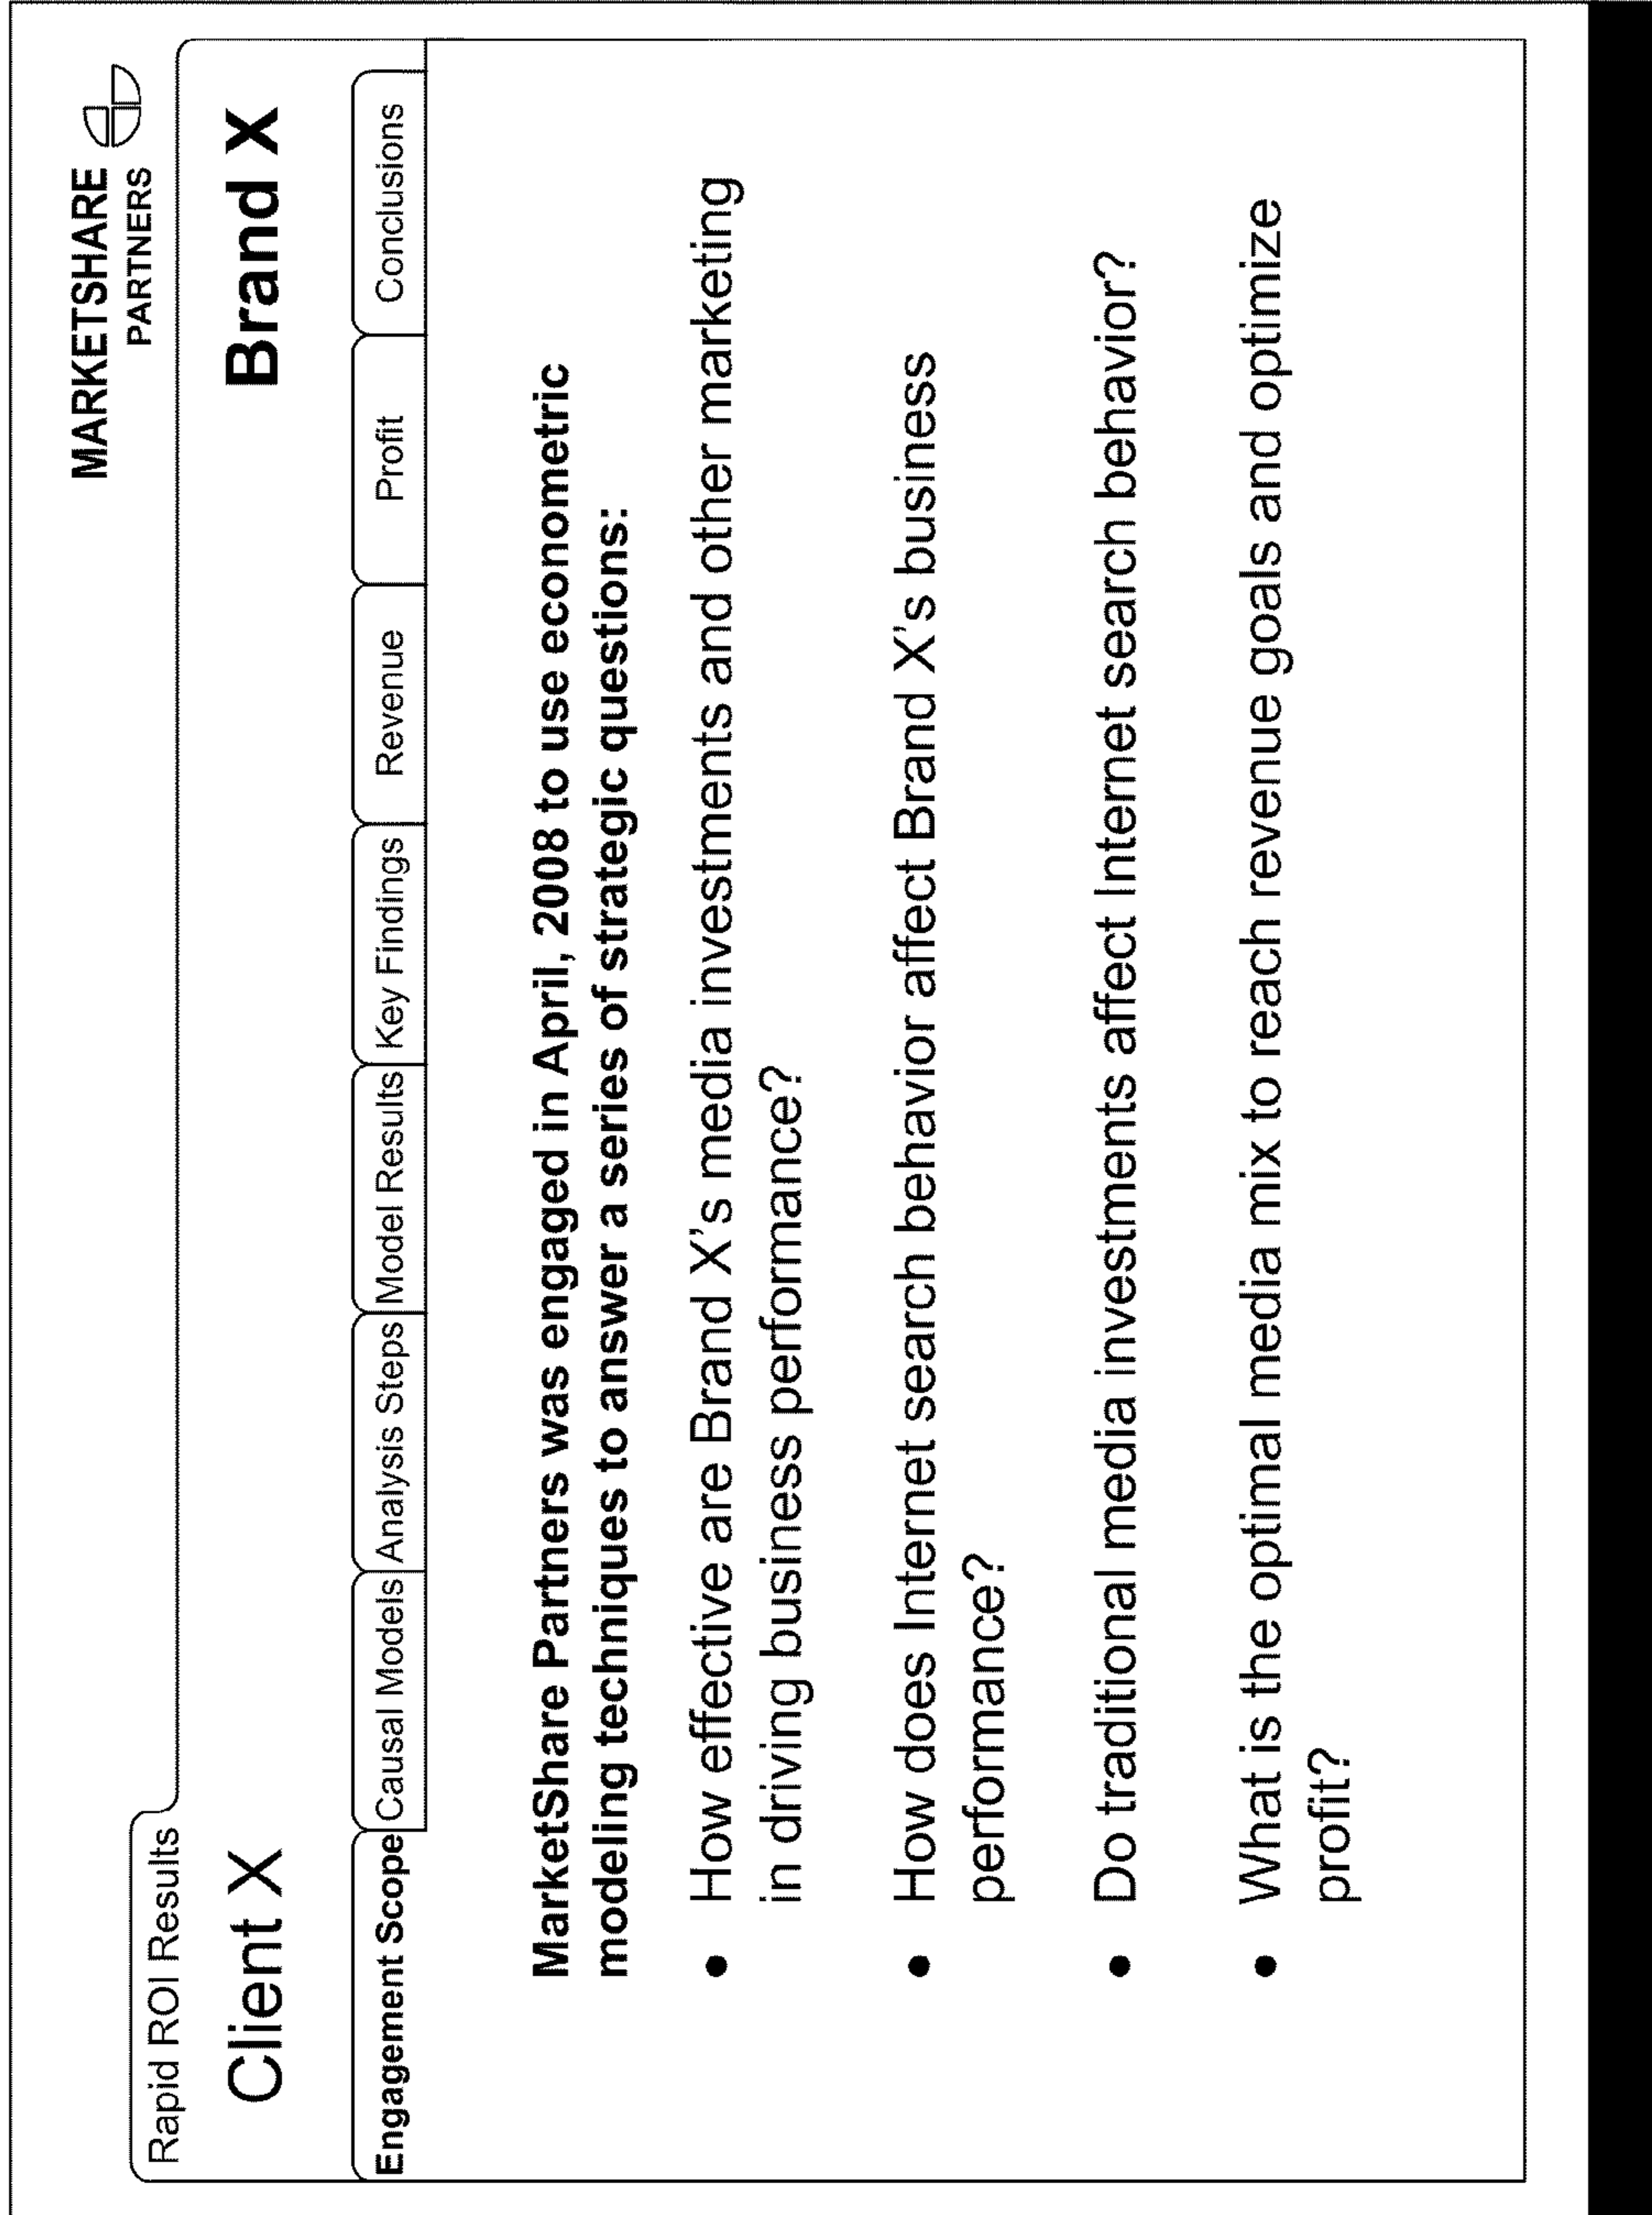 MARKETSHARE
PARTNERS
Rapid ROI Results
Client X
Brand X
Engagement Scope
Causal Models
Analysis Steps
Model Results
Key Findings
Revenue
Profit
Conclusions
MarketShare Partners was engaged in April, 2008 to use econometric
modeling techniques to answer a series of strategic questions:
• How effective are Brand X's media investments and other marketing
in driving business performance?
• How does Internet search behavior affect Brand X's business
performance?
• Do traditional media investments affect Internet search behavior?
• What is the optimal media mix to reach revenue goals and optimize
profit?